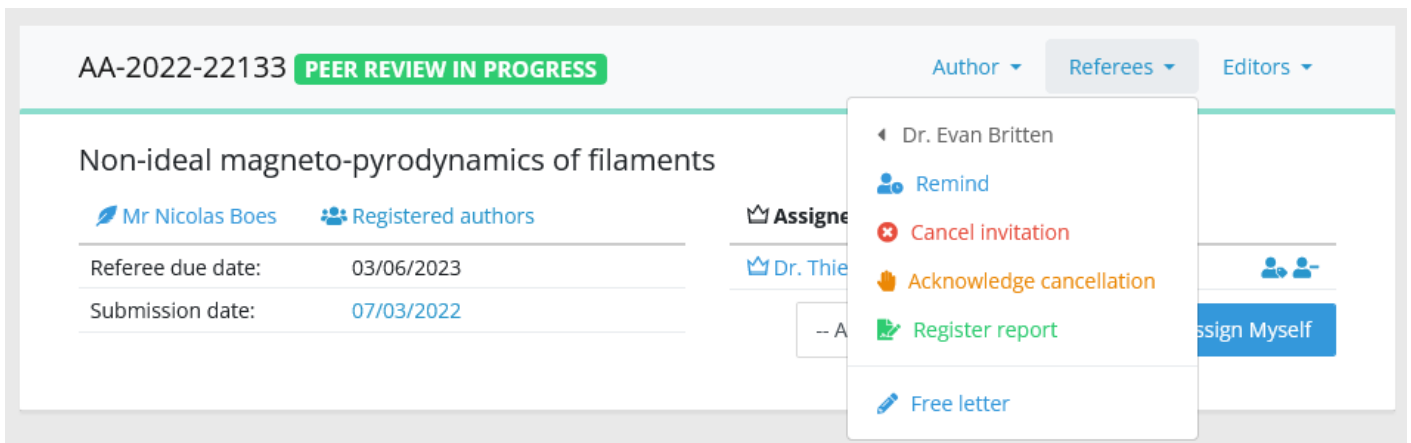 AA-2022-22133 PEER REVIEW IN PROGRESS Author Referees Editors
Dr. Evan Britten
Non-ideal magneto-pyrodynamics of filaments
Remind
Mr Nicolas Boes Registered authors
Cancel invitation
Referee due date: 03/06/2023 Dr.
Acknowledge cancellation
Submission date: 07/03/2022
Register report
Myself
Free letter